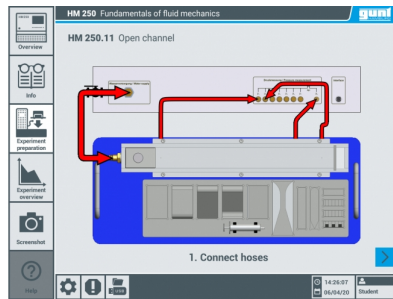 HM 250 Fundamentals of fluid mechanics
gunt
HM 250.11 Open channel
Overview
Info
Experiment
preparation
Experiment
overview
Screenshot
Help
1. Connect hoses
USB
14:26:07
06/04/20
Student